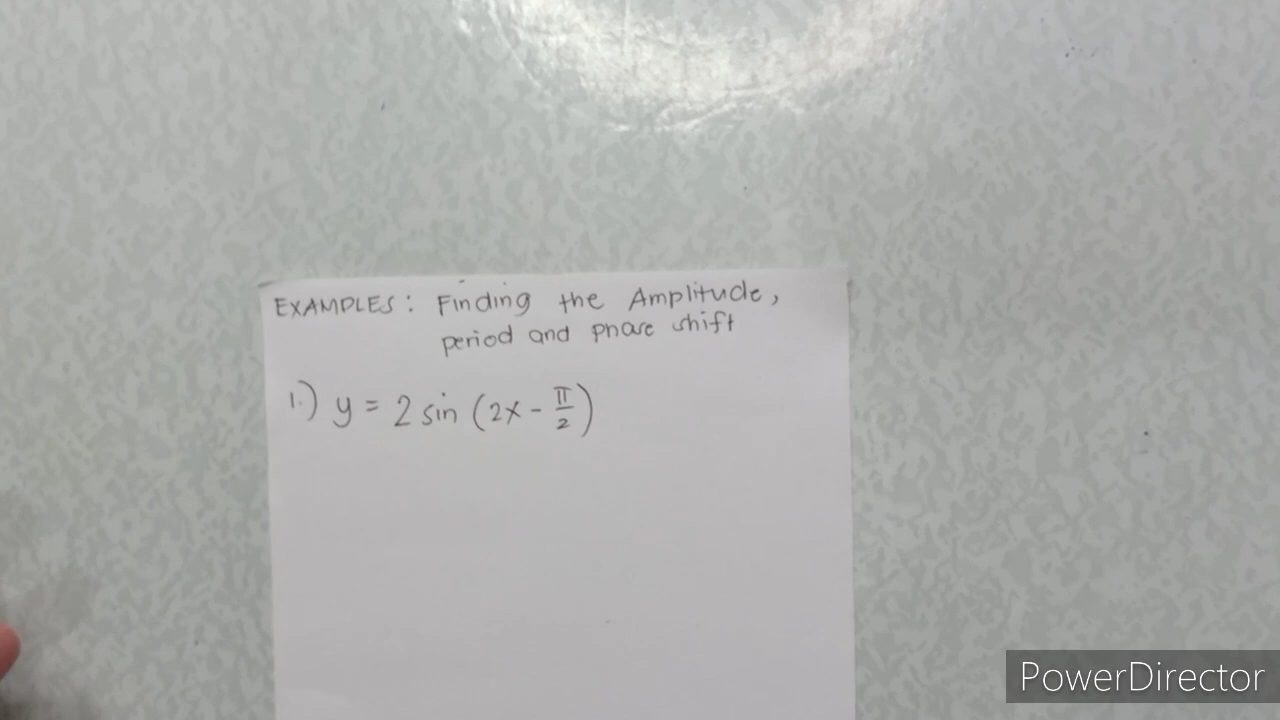 EXAMPLES: Finding the Amplitude,
period and phase shift
1.) y = 2 sin (2x - π/2)
PowerDirector